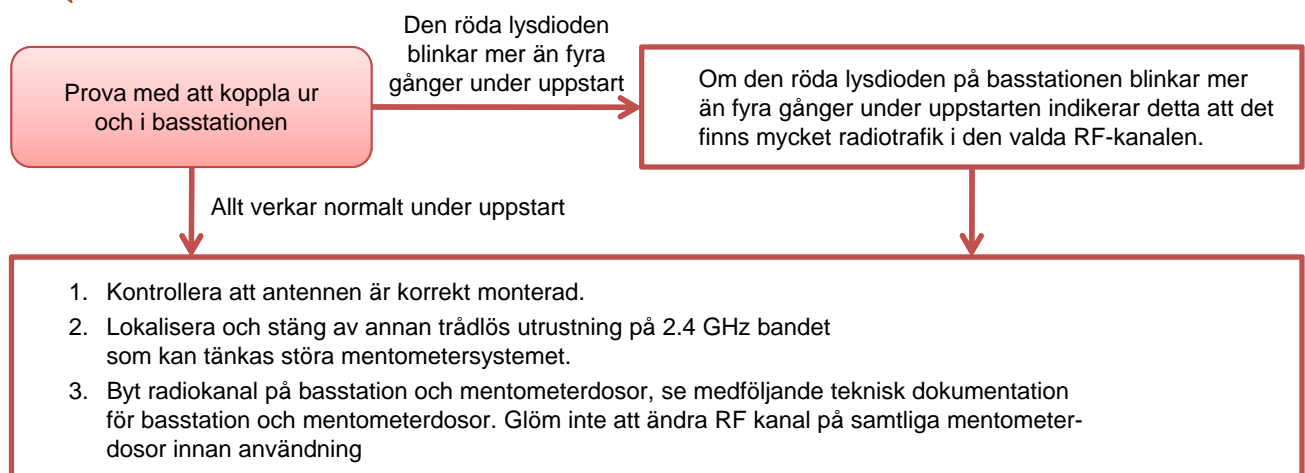 Den röda lysdioden
blinkar mer än fyra
gånger under uppstart
Prova med att koppla ur
och i basstationen
Om den röda lysdioden på basstationen blinkar mer
än fyra gånger under uppstarten indikerar detta att det
finns mycket radiotrafik i den valda RF-kanalen.
Allt verkar normalt under uppstart
1. Kontrollera att antennen är korrekt monterad.
2. Lokalisera och stäng av annan trådlös utrustning på 2.4 GHz bandet
som kan tänkas störa mentometersystemet.
3. Byt radiokanal på basstation och mentometerdosor, se medföljande teknisk dokumentation
för basstation och mentometerdosor. Glöm inte att ändra RF kanal på samtliga mentometer-
dosor innan användning